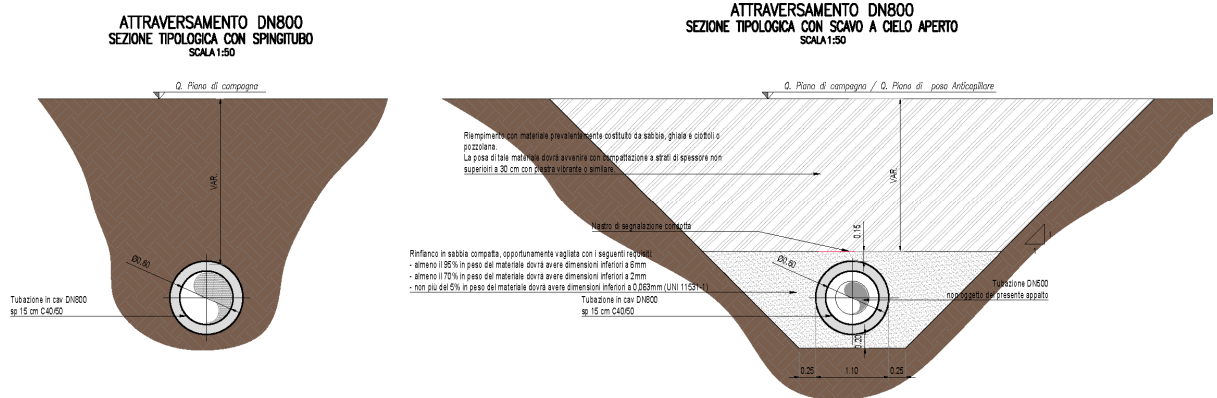 ATTRAVERSAMENTO DN800
SEZIONE TIPOLOGICA CON SPINGITUBO
SCALA 1:50
Q. Piano di campagna
VAR.
Ø0.80
Tubazione in cav DN800
sp 15 cm C40/50
ATTRAVERSAMENTO DN800
SEZIONE TIPOLOGICA CON SCAVO A CIELO APERTO
SCALA 1:50
Q. Piano di campagna / Q. Piano di posa Anticapillare
Riempimento con materiale prevalentemente costituito da sabbia, ghiaia e ciottoli o
pozzolana.
La posa di tale materiale dovrà avvenire con compattazione a strati di spessore non
superioiri a 30 cm con piastra vibrante o similare.
VAR.
Nastro di segnalazione condotta
0.15
1
1
Rinfianco in sabbia compatta, opportunamente vagliata con i seguenti requisiti:
- almeno il 95% in peso del materiale dovrà avere dimensioni inferiori a 6mm
- almeno il 70% in peso del materiale dovrà avere dimensioni inferiori a 2mm
- non più del 5% in peso del materiale dovrà avere dimensioni inferiori a 0,063mm (UNI 11531-1)
Ø0.80
Tubazione DN500
non oggetto del presente appalto
Tubazione in cav DN800
sp 15 cm C40/50
0.20
0.25
1.10
0.25